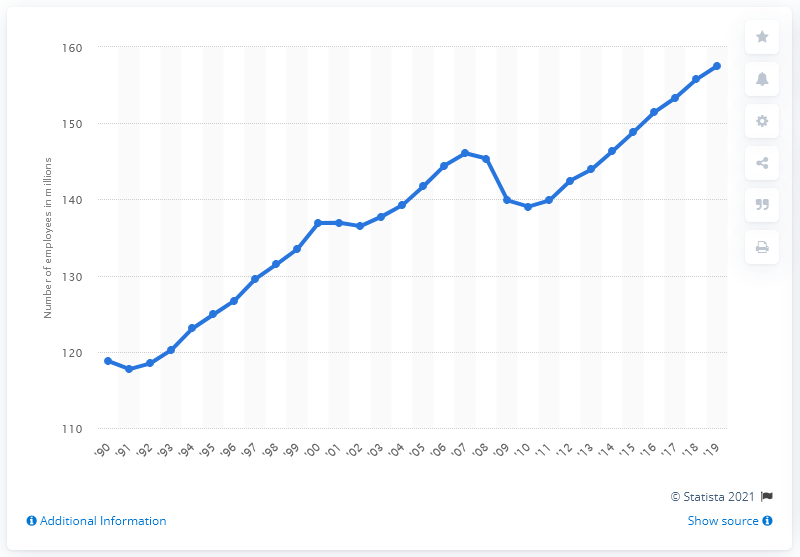 160
150
140
130
120
110
Number of employees in millions
'90 '91 '92 '93 '94 '95 '96 '97 '98 '99 '00 '01 '02 '03 '04 '05 '06 '07 '08 '09 '10 '11 '12 '13 '14 '15 '16 '17 '18 '19
© Statista 2021
Additional Information
Show source